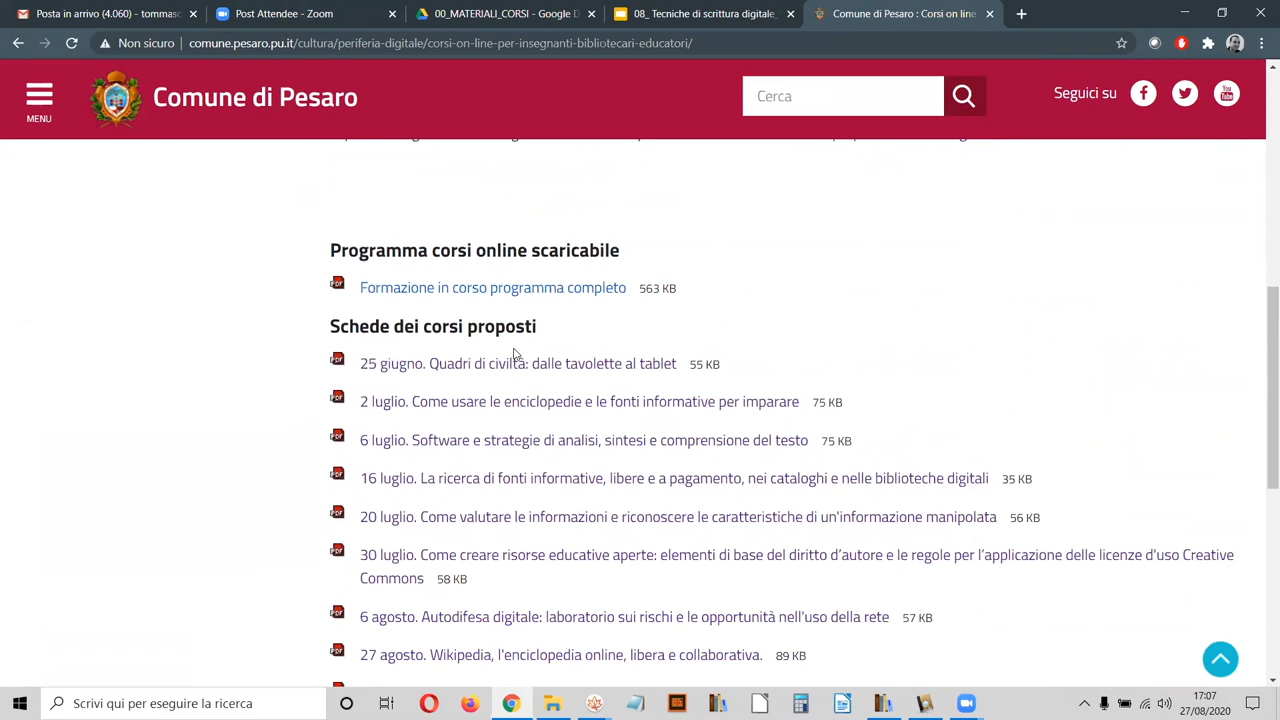 Posta in arrivo (4.060) - tommas
Post Attendee - Zoom
00_MATERIALI_CORSI - Google D
08_ Tecniche di scrittura digitale_
Comune di Pesaro : Corsi on line
Non sicuro
comune.pesaro.pu.it/cultura/periferia-digitale/corsi-on-line-per-insegnanti-bibliotecari-educatori/
MENU
Comune di Pesaro
Cerca
Seguici su
Programma corsi online scaricabile
Formazione in corso programma completo 563 KB
Schede dei corsi proposti
25 giugno. Quadri di civiltà: dalle tavolette al tablet 55 KB
2 luglio. Come usare le enciclopedie e le fonti informative per imparare 75 KB
6 luglio. Software e strategie di analisi, sintesi e comprensione del testo 75 KB
16 luglio. La ricerca di fonti informative, libere e a pagamento, nei cataloghi e nelle biblioteche digitali 35 KB
20 luglio. Come valutare le informazioni e riconoscere le caratteristiche di un'informazione manipolata 56 KB
30 luglio. Come creare risorse educative aperte: elementi di base del diritto d’autore e le regole per l’applicazione delle licenze d'uso Creative
Commons 58 KB
6 agosto. Autodifesa digitale: laboratorio sui rischi e le opportunità nell'uso della rete 57 KB
27 agosto. Wikipedia, l'enciclopedia online, libera e collaborativa. 89 KB
Scrivi qui per eseguire la ricerca
17:07
27/08/2020